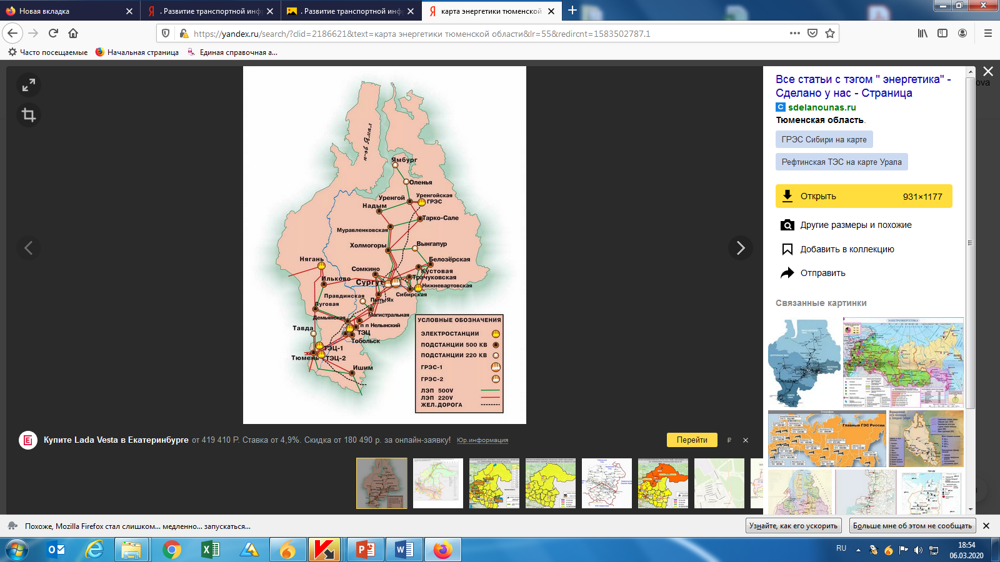 Новая вкладка
. Развитие транспортной инфр
. Развитие транспортной инфр
карта энергетики тюменской
https://yandex.ru/search/?clid=2186621&text=карта энергетики тюменской области&lr=55&redircnt=1583502787.1
Часто посещаемые
Начальная страница
Единая справочная а...
п-ов Ямал
Ямбург
Оленья
Уренгой
Уренгойская
ГРЭС
Надым
Тарко-Сале
Муравленковская
Холмогоры
Вынгапур
Нягань
Белозёрская
Сомкино
Кустовая
Ильково
Трачуковская
Сургут
Нижневартовская
Сибирская
Правдинская
Пыть-Ях
Луговая
Магистральная
Демьянская
п п Нелынский
Тавда
ТЭЦ
Тобольск
ТЭЦ-1
Тюмень
ТЭЦ-2
Ишим
УСЛОВНЫЕ ОБОЗНАЧЕНИЯ
ЭЛЕКТРОСТАНЦИИ
ПОДСТАНЦИИ 500 КВ
ПОДСТАНЦИИ 220 КВ
ГРЭС-1
ГРЭС-2
ЛЭП 500V
ЛЭП 220V
ЖЕЛ.ДОРОГА
Все статьи с тэгом " энергетика" -
Сделано у нас - Страница
sdelanounas.ru
Тюменская область.
ГРЭС Сибири на карте
Рефтинская ТЭС на карте Урала
Открыть
931×1177
Другие размеры и похожие
Добавить в коллекцию
Отправить
Связанные картинки
ova
Главные ГЭС России
Купите Lada Vesta в Екатеринбурге от 419 410 Р. Ставка от 4,9%. Скидка от 180 490 р. за онлайн-заявку! Юр.информация
Перейти
₽
Похоже, Mozilla Firefox стал слишком... медленно... запускаться...
Узнайте, как его ускорить
Больше мне об этом не сообщать
RU
18:54
06.03.2020